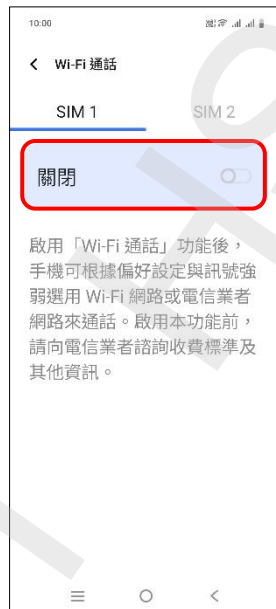 10:00
Wi-Fi 通話
SIM 1
SIM 2
關閉
啟用「Wi-Fi 通話」功能後，
手機可根據偏好設定與訊號強
弱選用 Wi-Fi 網路或電信業者
網路來通話。啟用本功能前，
請向電信業者諮詢收費標準及
其他資訊。